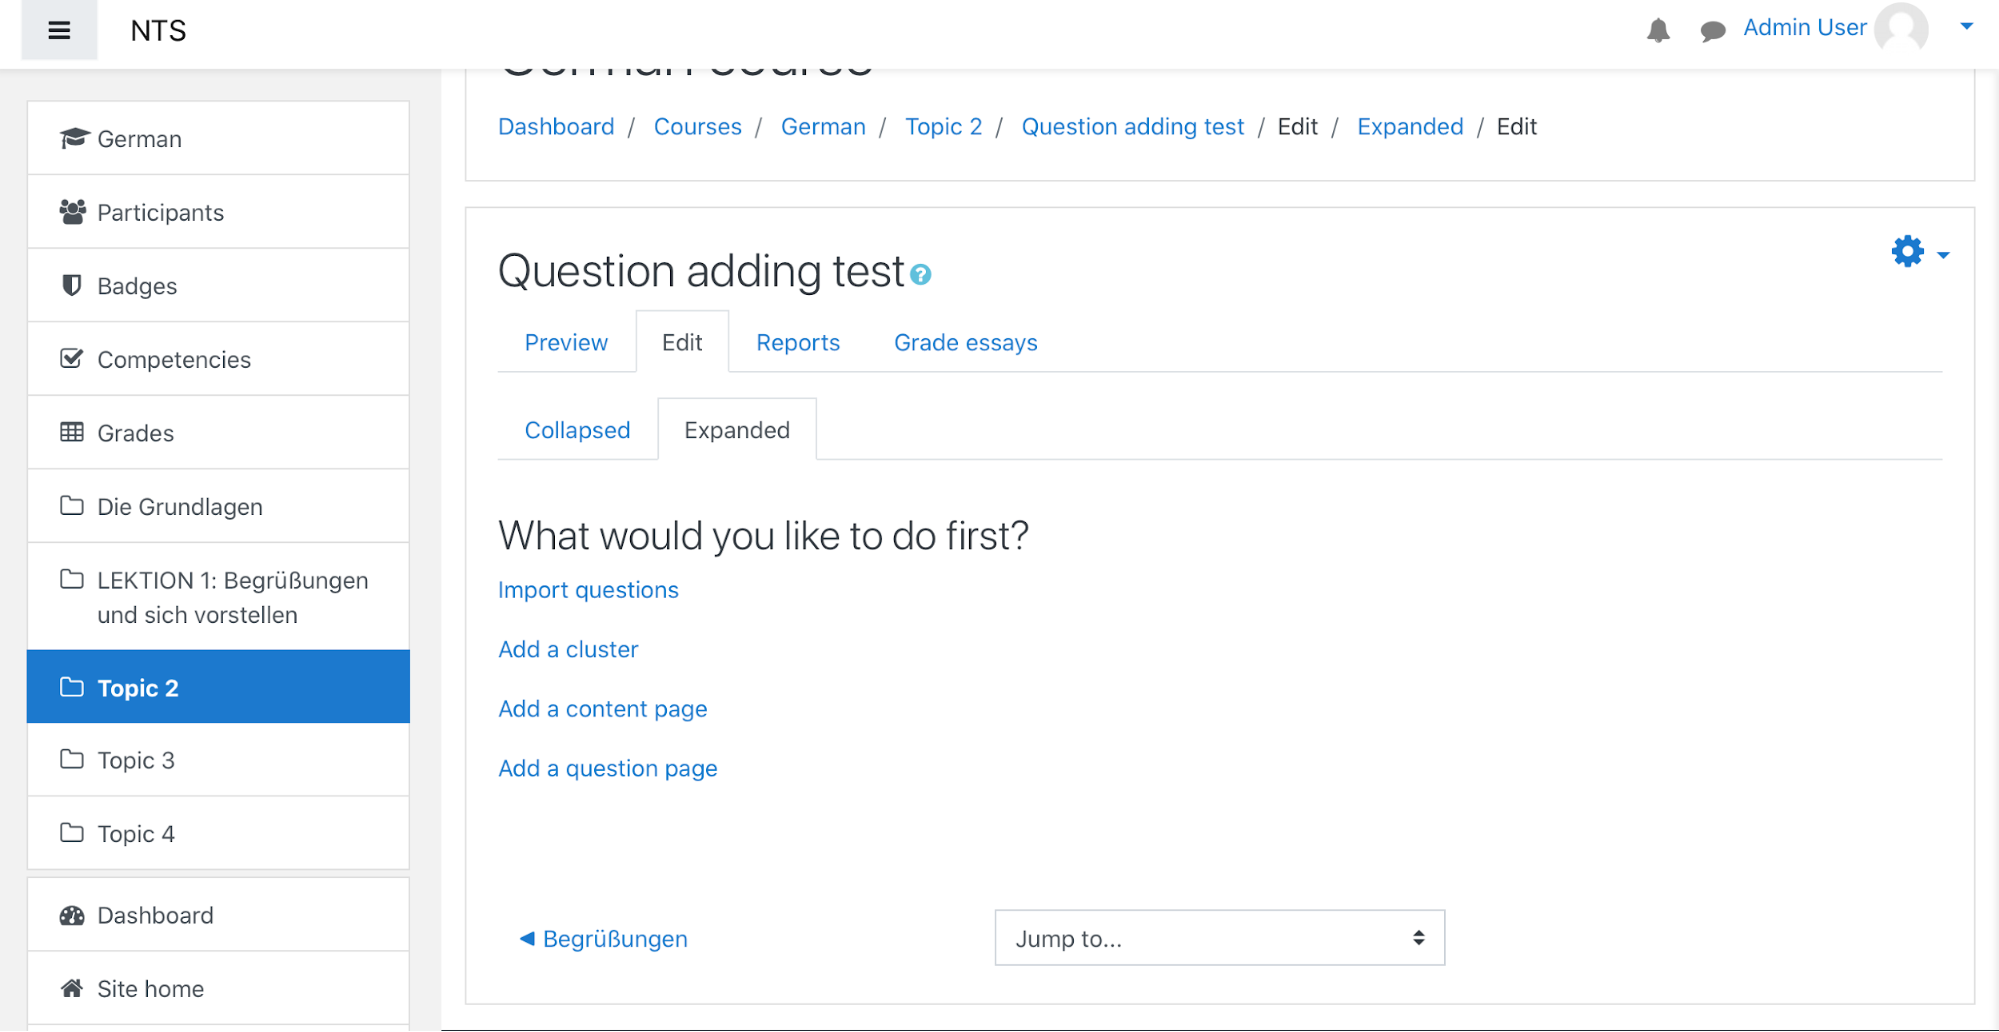 NTS
Admin User
German course
Dashboard / Courses / German / Topic 2 / Question adding test / Edit / Expanded / Edit
German
Participants
Badges
Competencies
Grades
Die Grundlagen
LEKTION 1: Begrüßungen
und sich vorstellen
Topic 2
Topic 3
Topic 4
Dashboard
Site home
Question adding test
Preview Edit Reports Grade essays
Collapsed Expanded
What would you like to do first?
Import questions
Add a cluster
Add a content page
Add a question page
◄ Begrüßungen
Jump to...